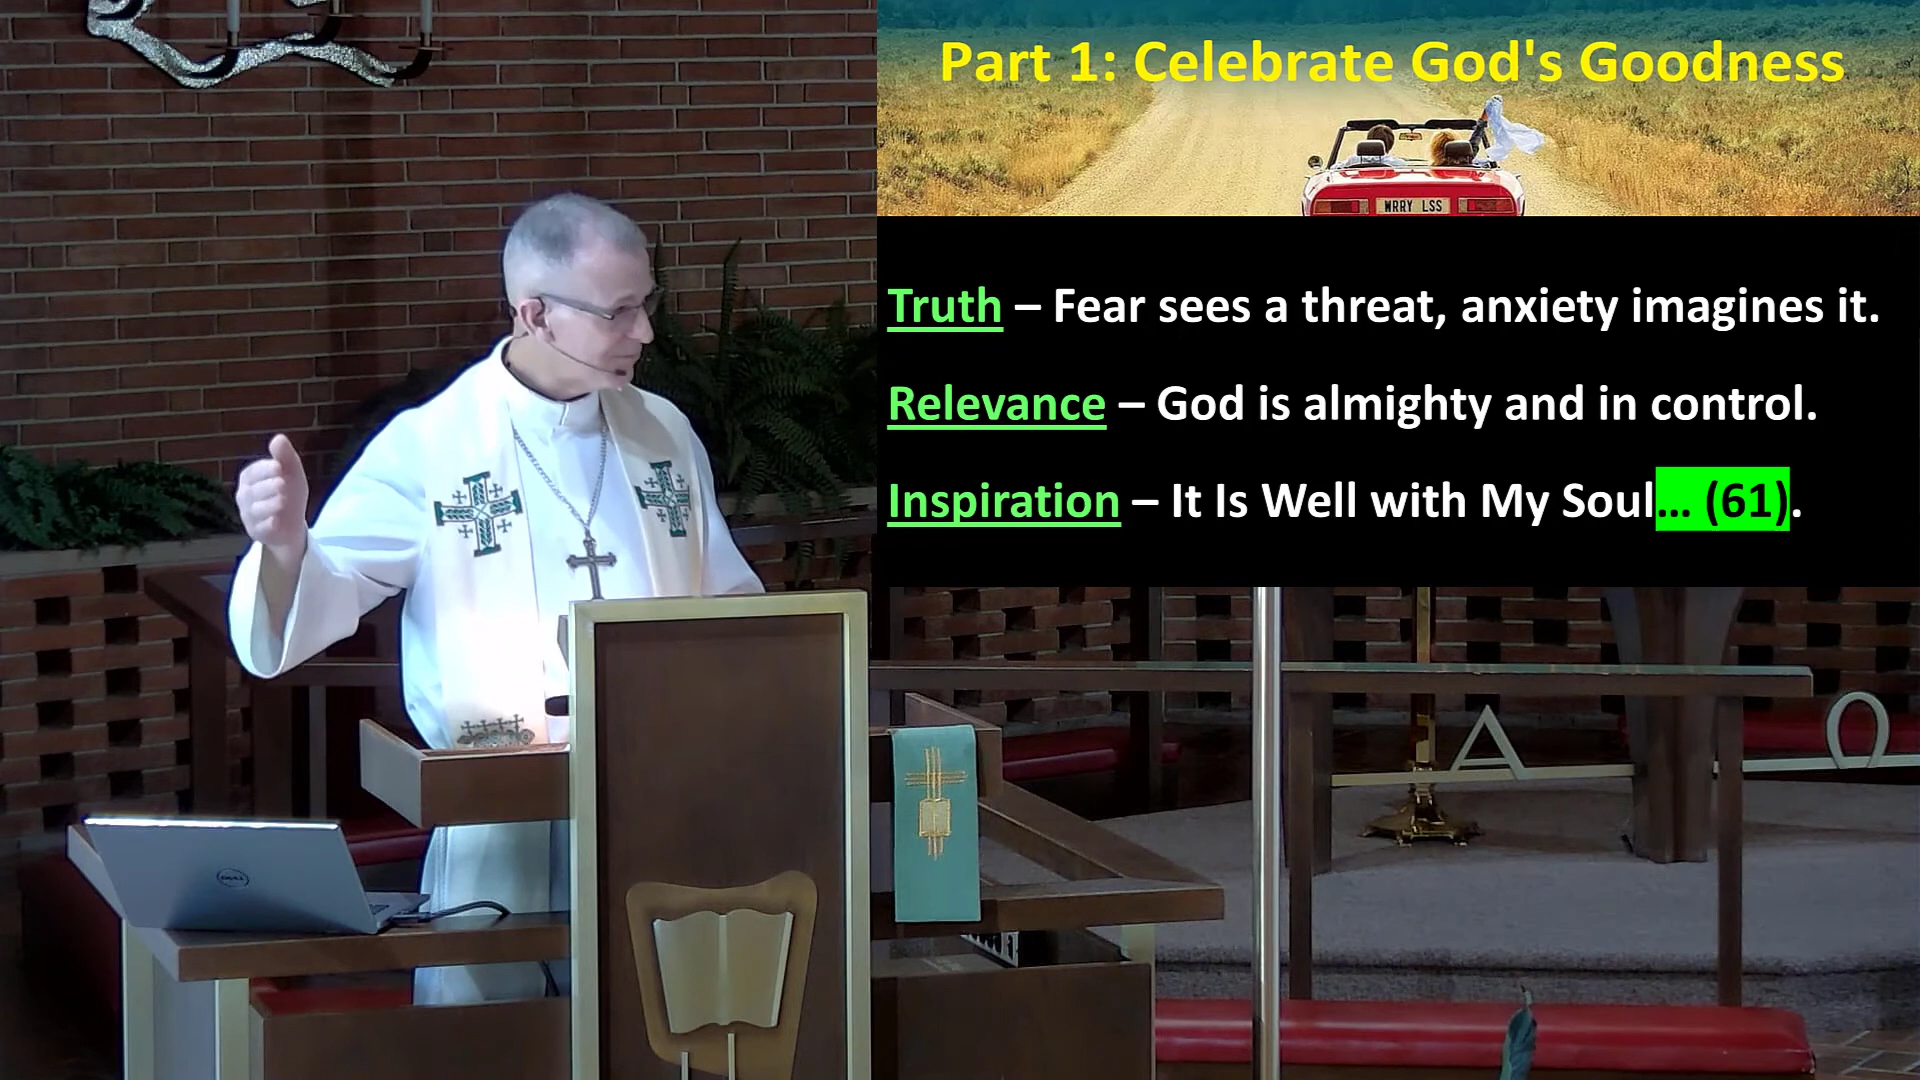 Part 1: Celebrate God's Goodness
WRRY LSS
Truth – Fear sees a threat, anxiety imagines it.
Relevance – God is almighty and in control.
Inspiration – It Is Well with My Soul… (61).
DELL
Α Ω